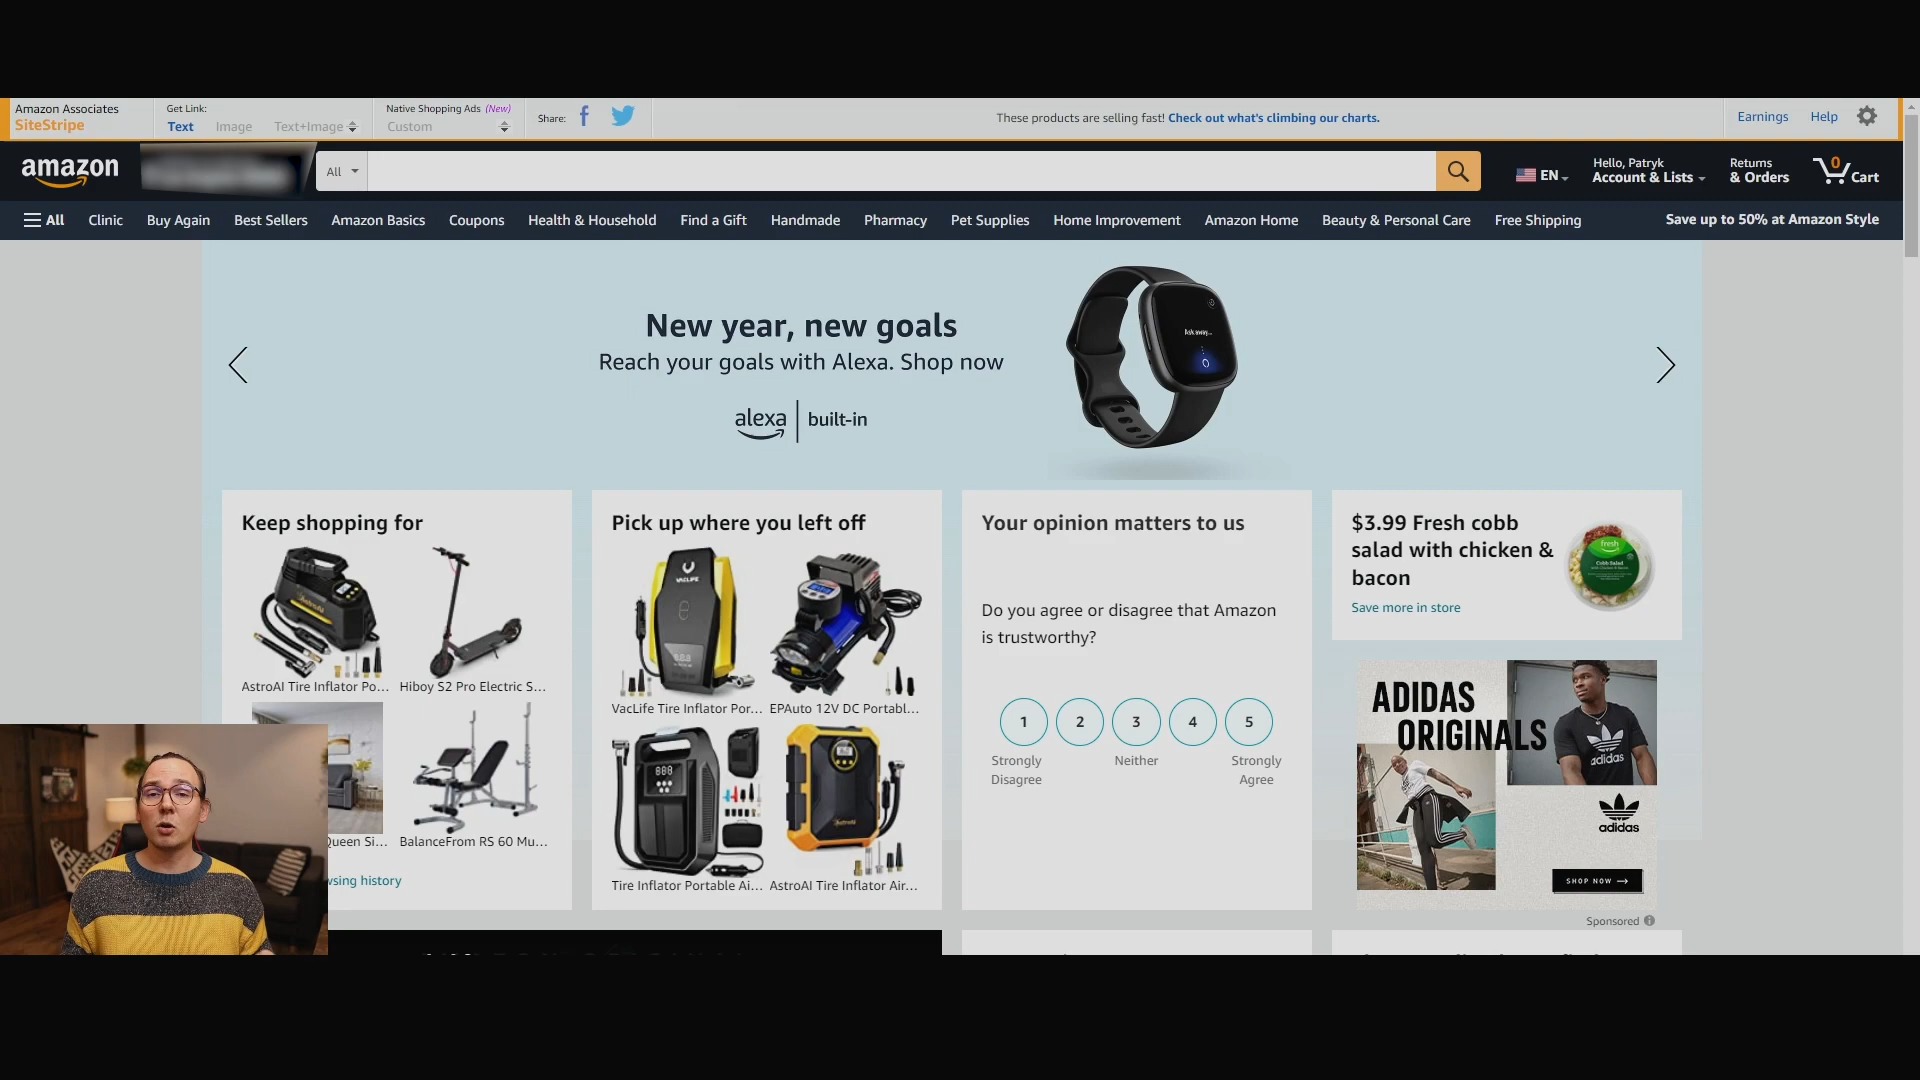 Amazon Associates
SiteStripe
Get Link:
Text Image Text+Image
Native Shopping Ads (New)
Custom
Share:
These products are selling fast! Check out what's climbing our charts.
Earnings Help
amazon
All
EN
Hello, Patryk
Account & Lists
Returns
& Orders
0
Cart
All Clinic Buy Again Best Sellers Amazon Basics Coupons Health & Household Find a Gift Handmade Pharmacy Pet Supplies Home Improvement Amazon Home Beauty & Personal Care Free Shipping Save up to 50% at Amazon Style
New year, new goals
Reach your goals with Alexa. Shop now
alexa built-in
Ask away...
Keep shopping for
AstroAI Tire Inflator Po...
Hiboy S2 Pro Electric S...
Queen Si...
BalanceFrom RS 60 Mu...
wsing history
Pick up where you left off
VACLIFE
VacLife Tire Inflator Por...
EPAuto 12V DC Portabl...
Tire Inflator Portable Ai...
AstroAI Tire Inflator Air...
Your opinion matters to us
Do you agree or disagree that Amazon
is trustworthy?
1 2 3 4 5
Strongly
Disagree
Neither
Strongly
Agree
$3.99 Fresh cobb
salad with chicken &
bacon
Save more in store
fresh
Cobb Salad
ADIDAS
ORIGINALS
adidas
adidas
SHOP NOW
Sponsored